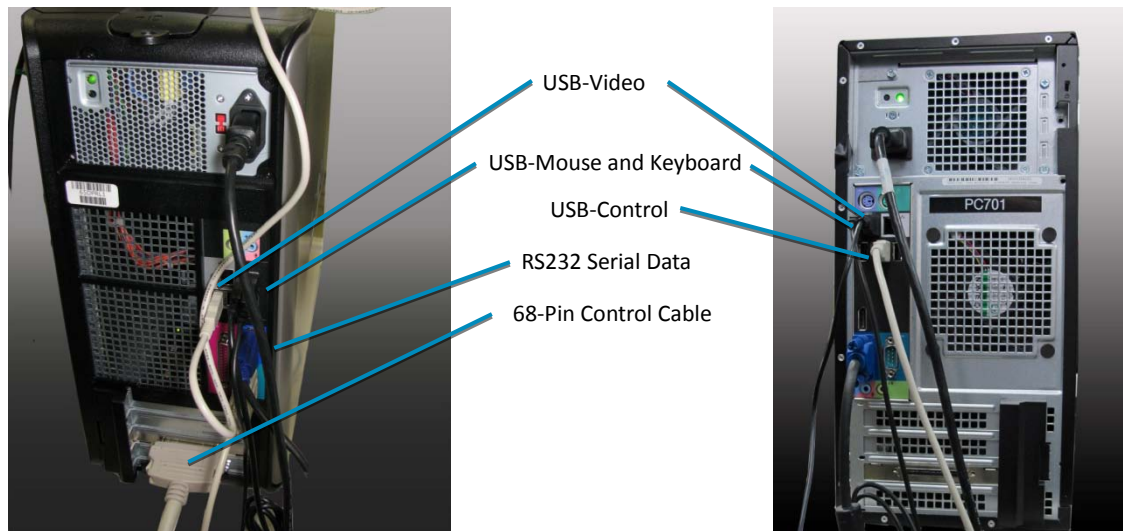 USB-Video
USB-Mouse and Keyboard
USB-Control
PC701
RS232 Serial Data
68-Pin Control Cable